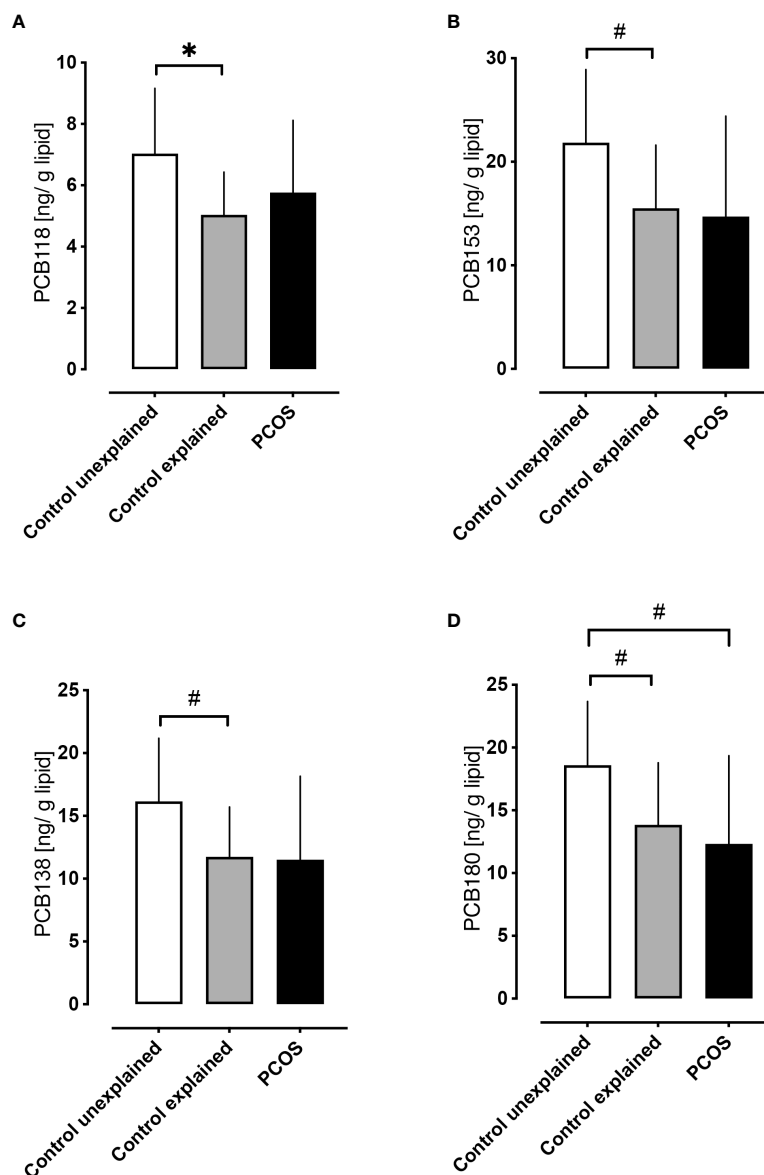 A
*
10
8
6
4
2
0
PCB118 [ng/ g lipid]
Control unexplained
Control explained
PCOS
B
#
30
20
10
0
PCB153 [ng/ g lipid]
Control unexplained
Control explained
PCOS
C
#
25
20
15
10
5
0
PCB138 [ng/ g lipid]
Control unexplained
Control explained
PCOS
D
#
#
25
20
15
10
5
0
PCB180 [ng/ g lipid]
Control unexplained
Control explained
PCOS